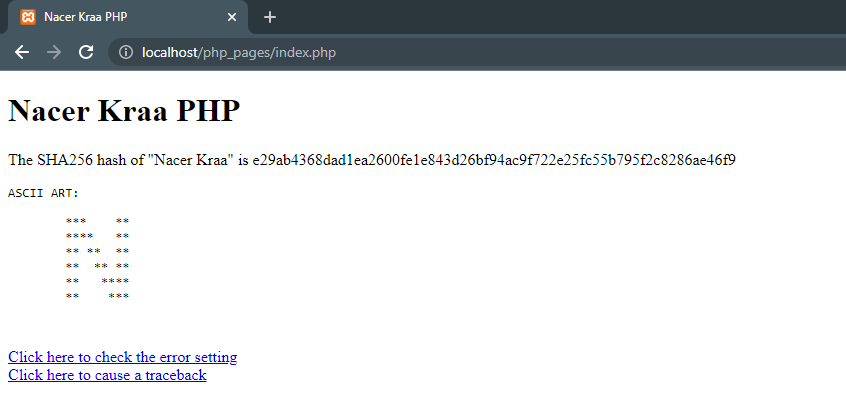 Nacer Kraa PHP
localhost/php_pages/index.php
Nacer Kraa PHP
The SHA256 hash of "Nacer Kraa" is e29ab4368dad1ea2600fe1e843d26bf94ac9f722e25fc55b795f2c8286ae46f9
ASCII ART:
***    **
****   **
** **  **
**  ** **
**   ****
**    ***
Click here to check the error setting
Click here to cause a traceback